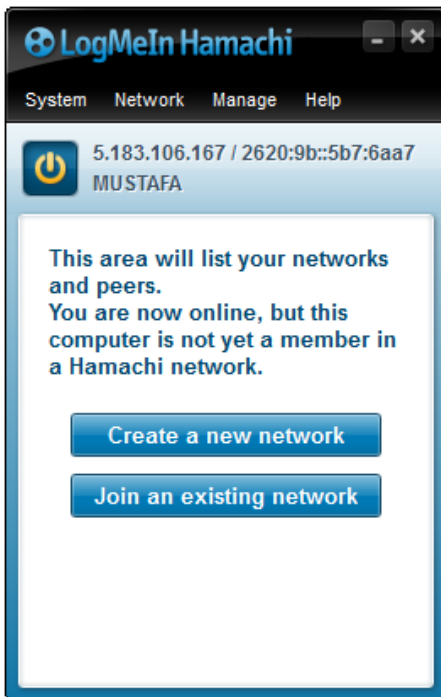 LogMeIn Hamachi
System Network Manage Help
5.183.106.167 / 2620:9b::5b7:6aa7
MUSTAFA
This area will list your networks
and peers.
You are now online, but this
computer is not yet a member in
a Hamachi network.
Create a new network
Join an existing network